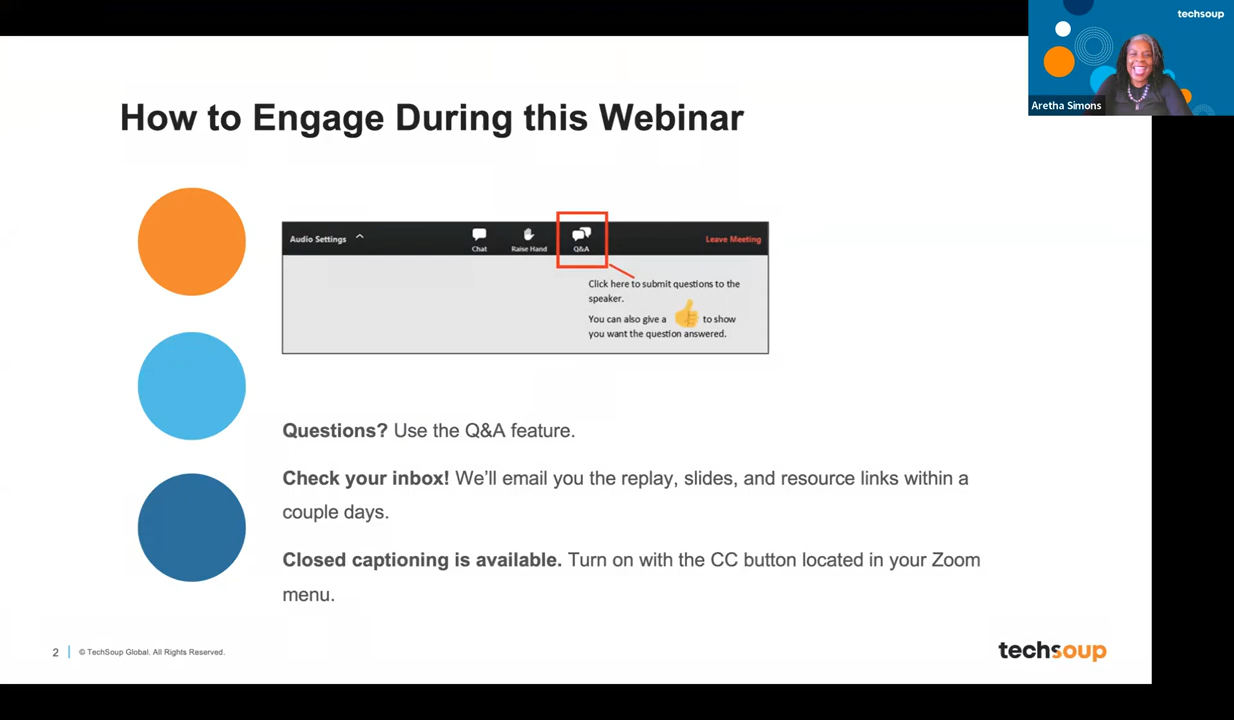 techsoup
Aretha Simons
How to Engage During this Webinar
Audio Settings
Chat
Raise Hand
Q&A
Leave Meeting
Click here to submit questions to the
speaker.
You can also give a 👍 to show
you want the question answered.
Questions? Use the Q&A feature.
Check your inbox! We’ll email you the replay, slides, and resource links within a
couple days.
Closed captioning is available. Turn on with the CC button located in your Zoom
menu.
2
© TechSoup Global. All Rights Reserved.
techsoup